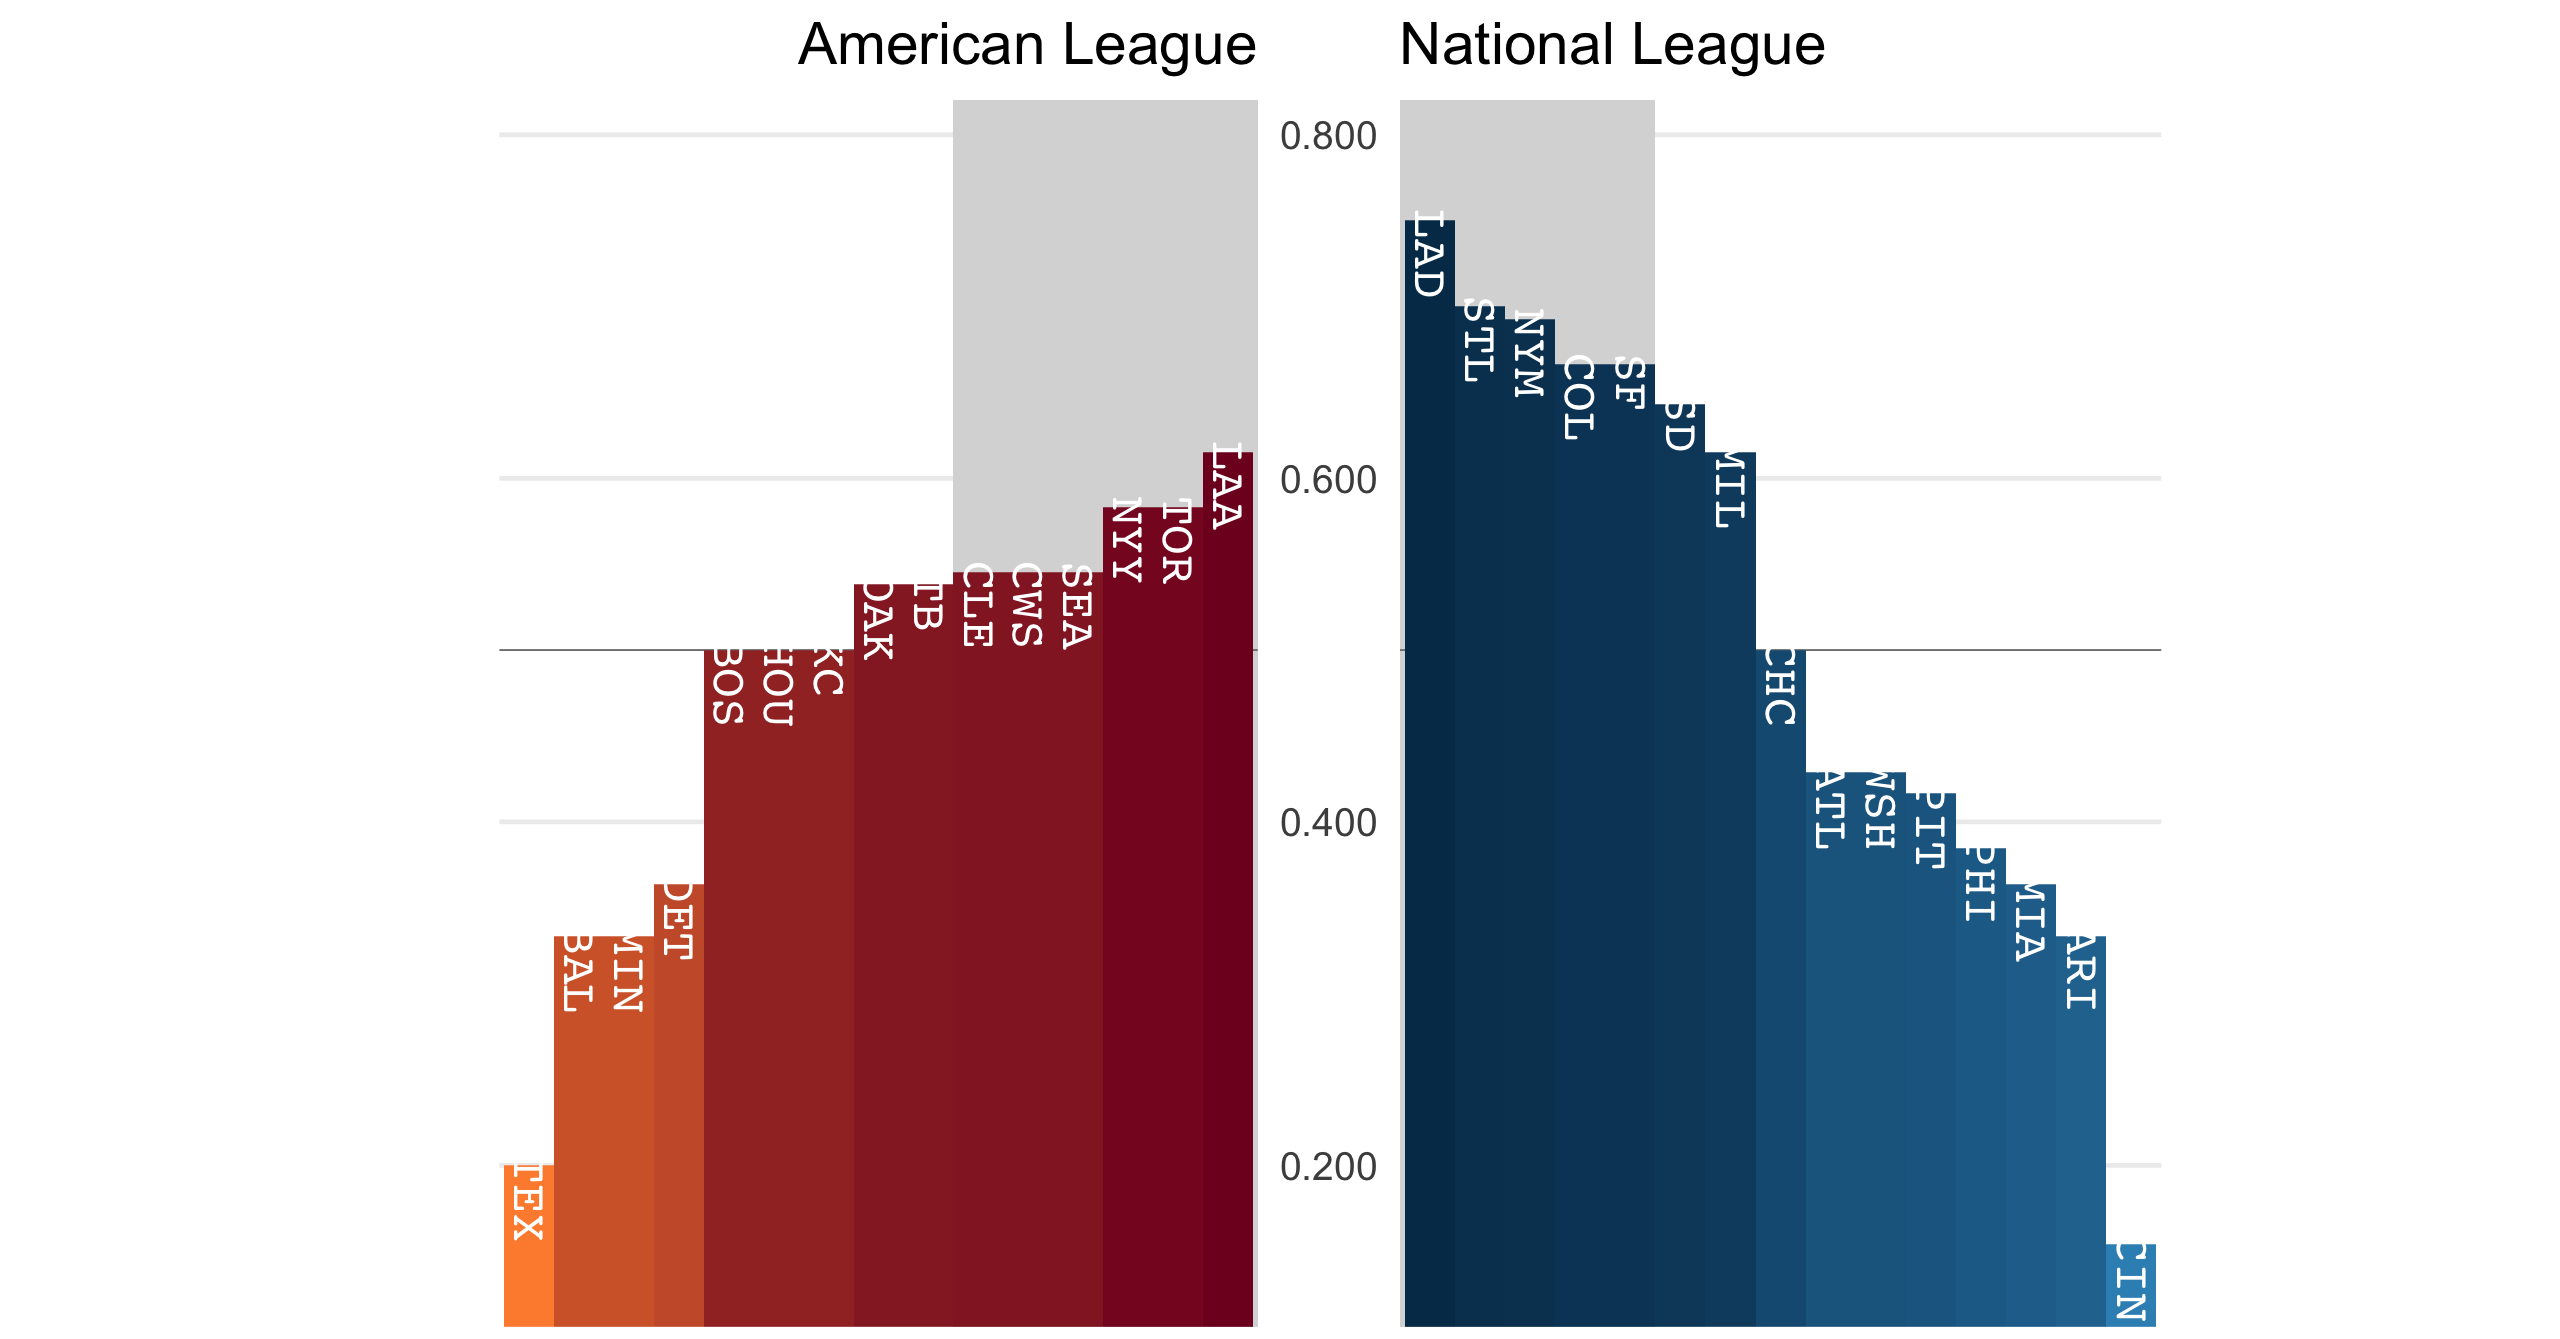 American League
National League
0.800
0.600
0.400
0.200
TEX
BAL
MIN
DET
BOS
HOU
KC
OAK
TB
CLE
CWS
SEA
NYY
TOR
LAA
LAD
STL
NYM
COL
SF
SD
MIL
CHC
ATL
WSH
PIT
PHI
MIA
ARI
CIN